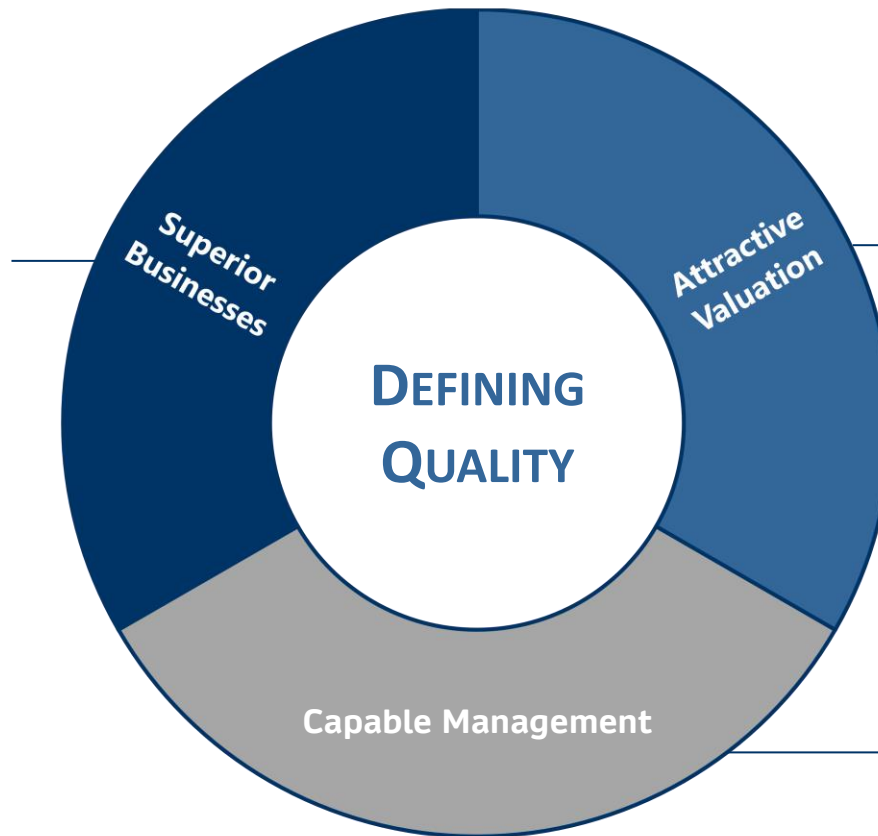 Superior
Businesses
Attractive
Valuation
DEFINING
QUALITY
Capable Management